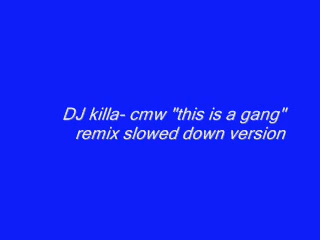 DJ killa- cmw "this is a gang"
remix slowed down version